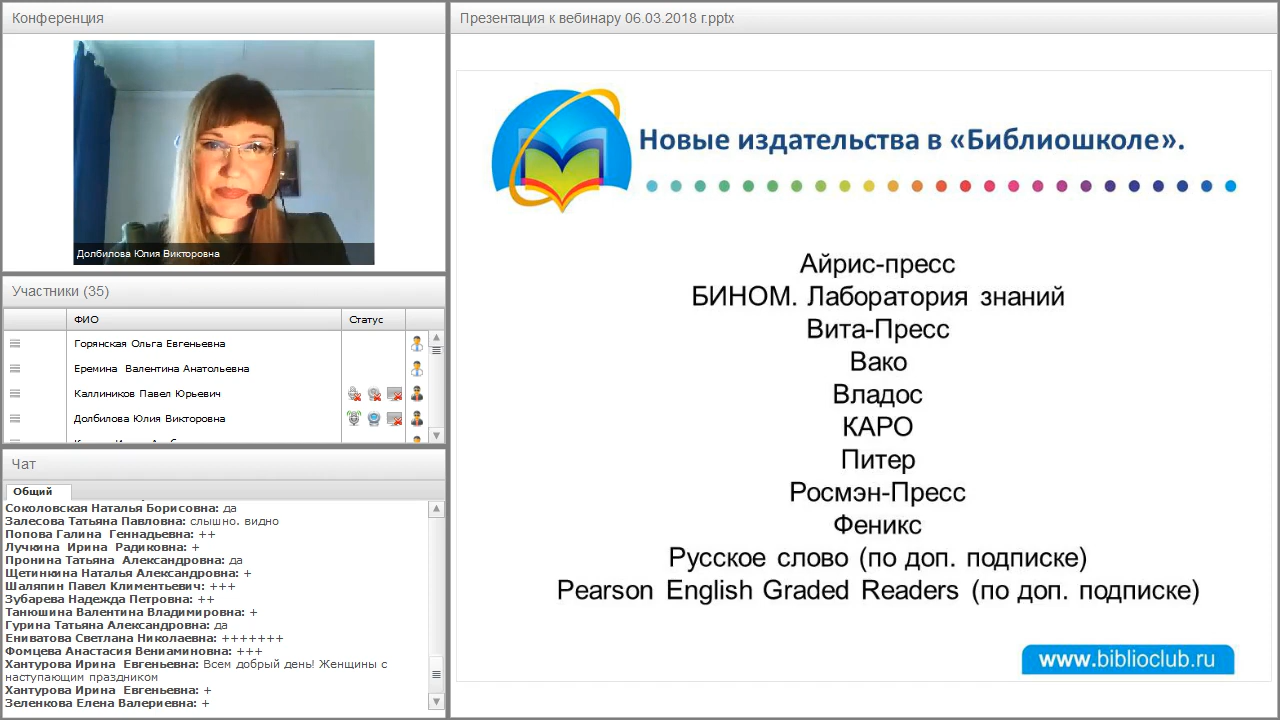 Конференция
Долбилова Юлия Викторовна
Участники (35)
ФИО
Статус
Горянская Ольга Евгеньевна
Еремина Валентина Анатольевна
Каллиников Павел Юрьевич
Долбилова Юлия Викторовна
Чат
Общий
Соколовская Наталья Борисовна: да
Залесова Татьяна Павловна: слышно. видно
Попова Галина Геннадьевна: ++
Лучкина Ирина Радиковна: +
Пронина Татьяна Александровна: да
Щетинкина Наталья Александровна: +
Шаляпин Павел Климентьевич: +++
Зубарева Надежда Петровна: ++
Танюшина Валентина Владимировна: +
Гурина Татьяна Александровна: да
Ениватова Светлана Николаевна: +++++++
Фомцева Анастасия Вениаминовна: +++
Хантурова Ирина Евгеньевна: Всем добрый день! Женщины с
наступающим праздником
Хантурова Ирина Евгеньевна: +
Зеленкова Елена Валериевна: +
Презентация к вебинару 06.03.2018 г.pptx
Новые издательства в «Библиошколе».
Айрис-пресс
БИНОМ. Лаборатория знаний
Вита-Пресс
Вако
Владос
КАРО
Питер
Росмэн-Пресс
Феникс
Русское слово (по доп. подписке)
Pearson English Graded Readers (по доп. подписке)
www.biblioclub.ru